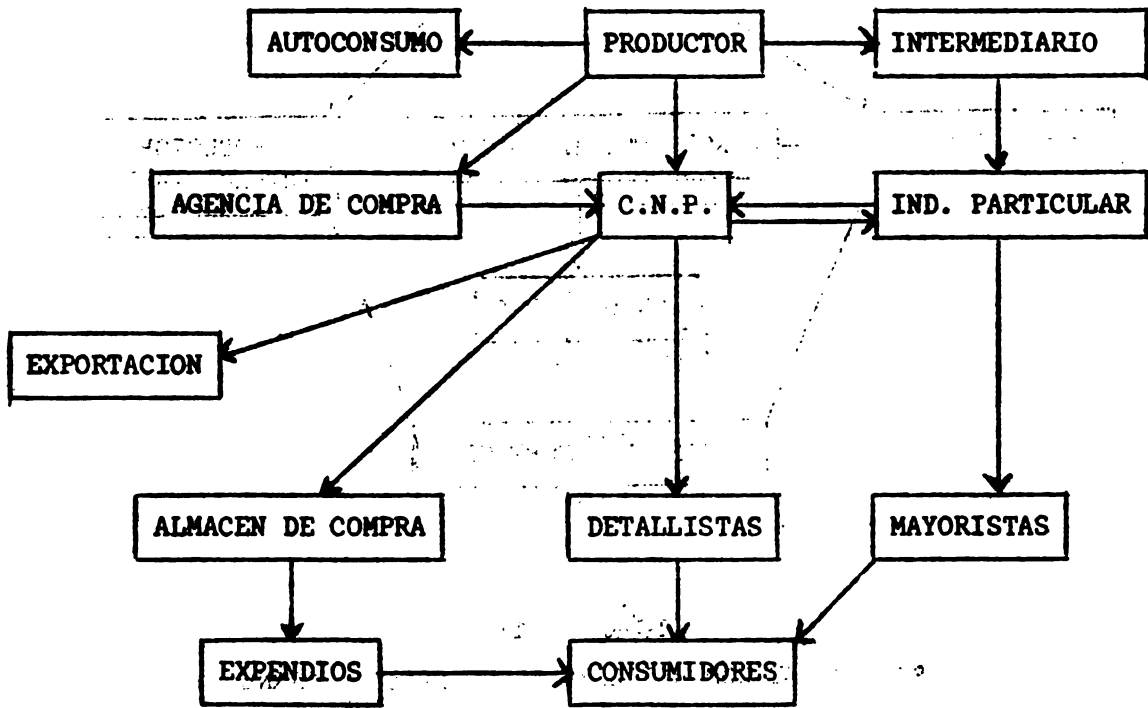 AUTOCONSUMO
PRODUCTOR
INTERMEDIARIO
AGENCIA DE COMPRA
C.N.P.
IND. PARTICULAR
EXPORTACION
ALMACEN DE COMPRA
DETALLISTAS
MAYORISTAS
EXPENDIOS
CONSUMIDORES